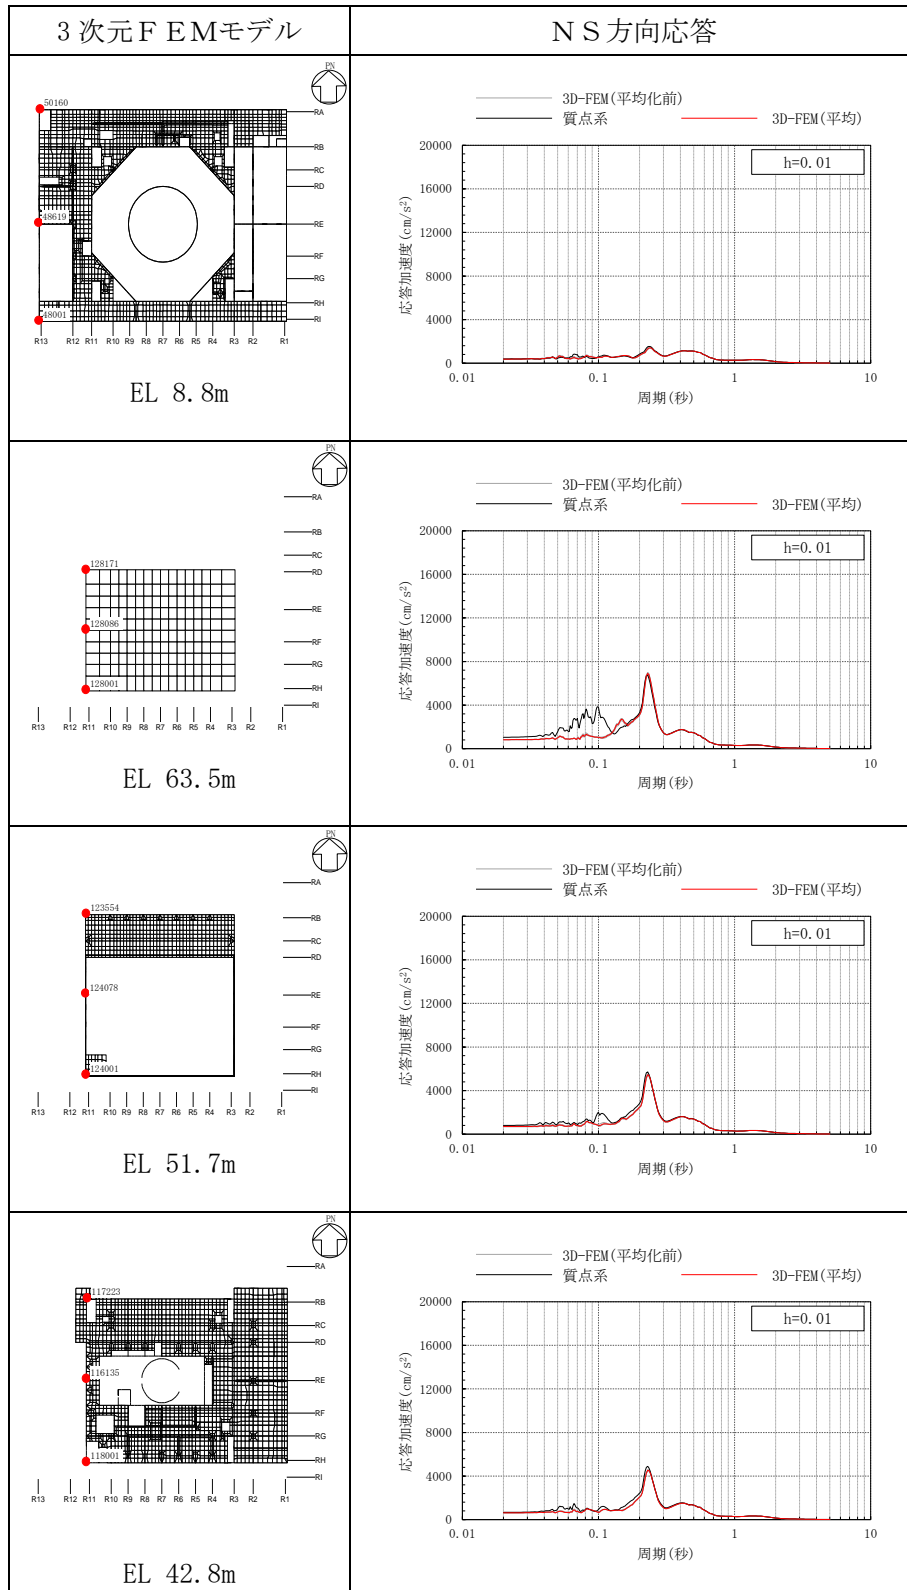 3次元ＦＥＭモデル
ＮＳ方向応答
PN
50160
48619
48001
RA
RB
RC
RD
RE
RF
RG
RH
RI
R13 R12 R11 R10 R9 R8 R7 R6 R5 R4 R3 R2 R1
EL 8.8m
3D-FEM(平均化前)
質点系 3D-FEM(平均)
h=0.01
応答加速度(cm/s²)
20000
16000
12000
8000
4000
0
0.01 0.1 1 10
周期(秒)
PN
128171
128086
128001
RA
RB
RC
RD
RE
RF
RG
RH
RI
R13 R12 R11 R10 R9 R8 R7 R6 R5 R4 R3 R2 R1
EL 63.5m
3D-FEM(平均化前)
質点系 3D-FEM(平均)
h=0.01
応答加速度(cm/s²)
20000
16000
12000
8000
4000
0
0.01 0.1 1 10
周期(秒)
PN
123554
124078
124001
RA
RB
RC
RD
RE
RF
RG
RH
RI
R13 R12 R11 R10 R9 R8 R7 R6 R5 R4 R3 R2 R1
EL 51.7m
3D-FEM(平均化前)
質点系 3D-FEM(平均)
h=0.01
応答加速度(cm/s²)
20000
16000
12000
8000
4000
0
0.01 0.1 1 10
周期(秒)
PN
117223
116135
118001
RA
RB
RC
RD
RE
RF
RG
RH
RI
R13 R12 R11 R10 R9 R8 R7 R6 R5 R4 R3 R2 R1
EL 42.8m
3D-FEM(平均化前)
質点系 3D-FEM(平均)
h=0.01
応答加速度(cm/s²)
20000
16000
12000
8000
4000
0
0.01 0.1 1 10
周期(秒)